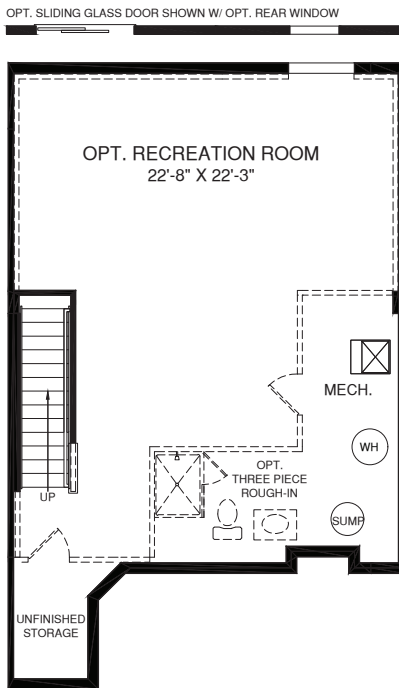 OPT. SLIDING GLASS DOOR SHOWN W/ OPT. REAR WINDOW
OPT. RECREATION ROOM
22'-8" X 22'-3"
MECH.
WH
OPT.
THREE PIECE
ROUGH-IN
UP
SUMP
UNFINISHED
STORAGE